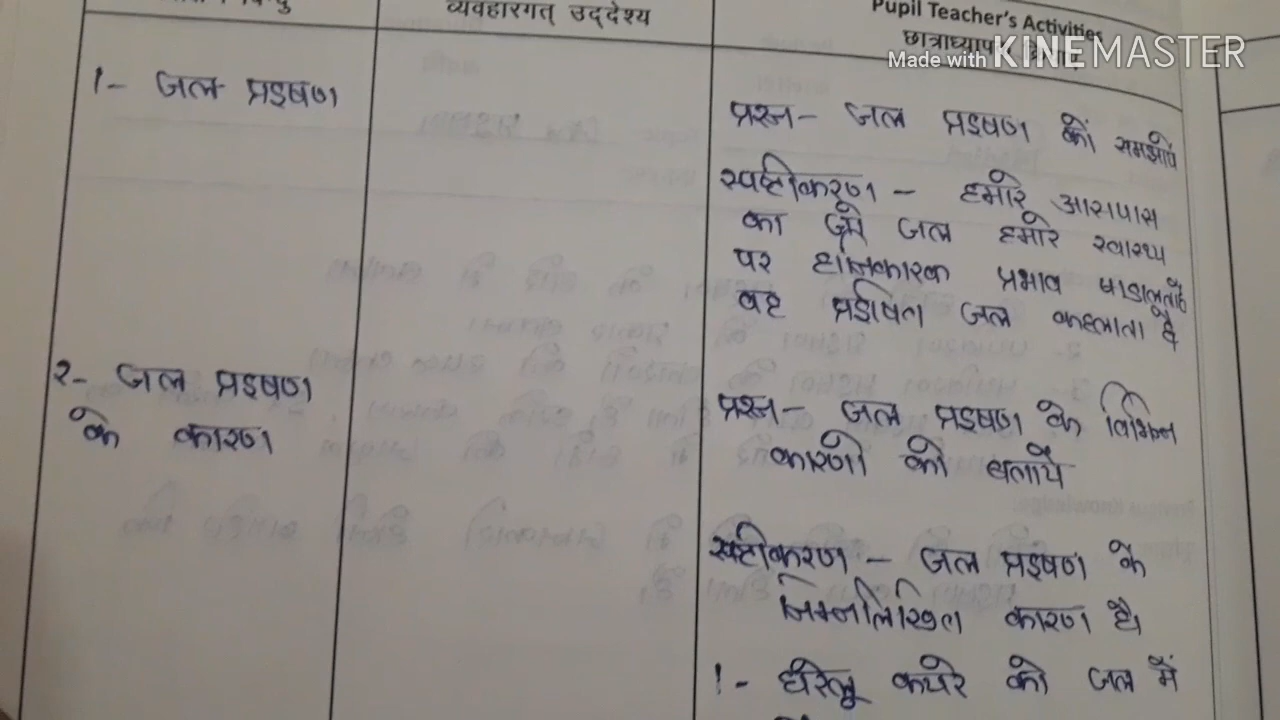 व्यवहारगत् उद्देश्य
Pupil Teacher's Activities
Made with KINEMASTER
1- जल प्रदूषण
प्रश्न- जल प्रदूषण को समझायें
स्पष्टीकरण - हमारे आसपास
का जल हमारे स्वास्थ्य
पर हानिकारक प्रभाव
वह प्रदूषित जल कहलाता है
2- जल प्रदूषण
के कारण
प्रश्न- जल प्रदूषण के विभिन्न
कारणो को बतायें
स्पष्टीकरण - जल प्रदूषण के
निम्नलिखित कारण है।
1- घरेलू कचरे को जल में